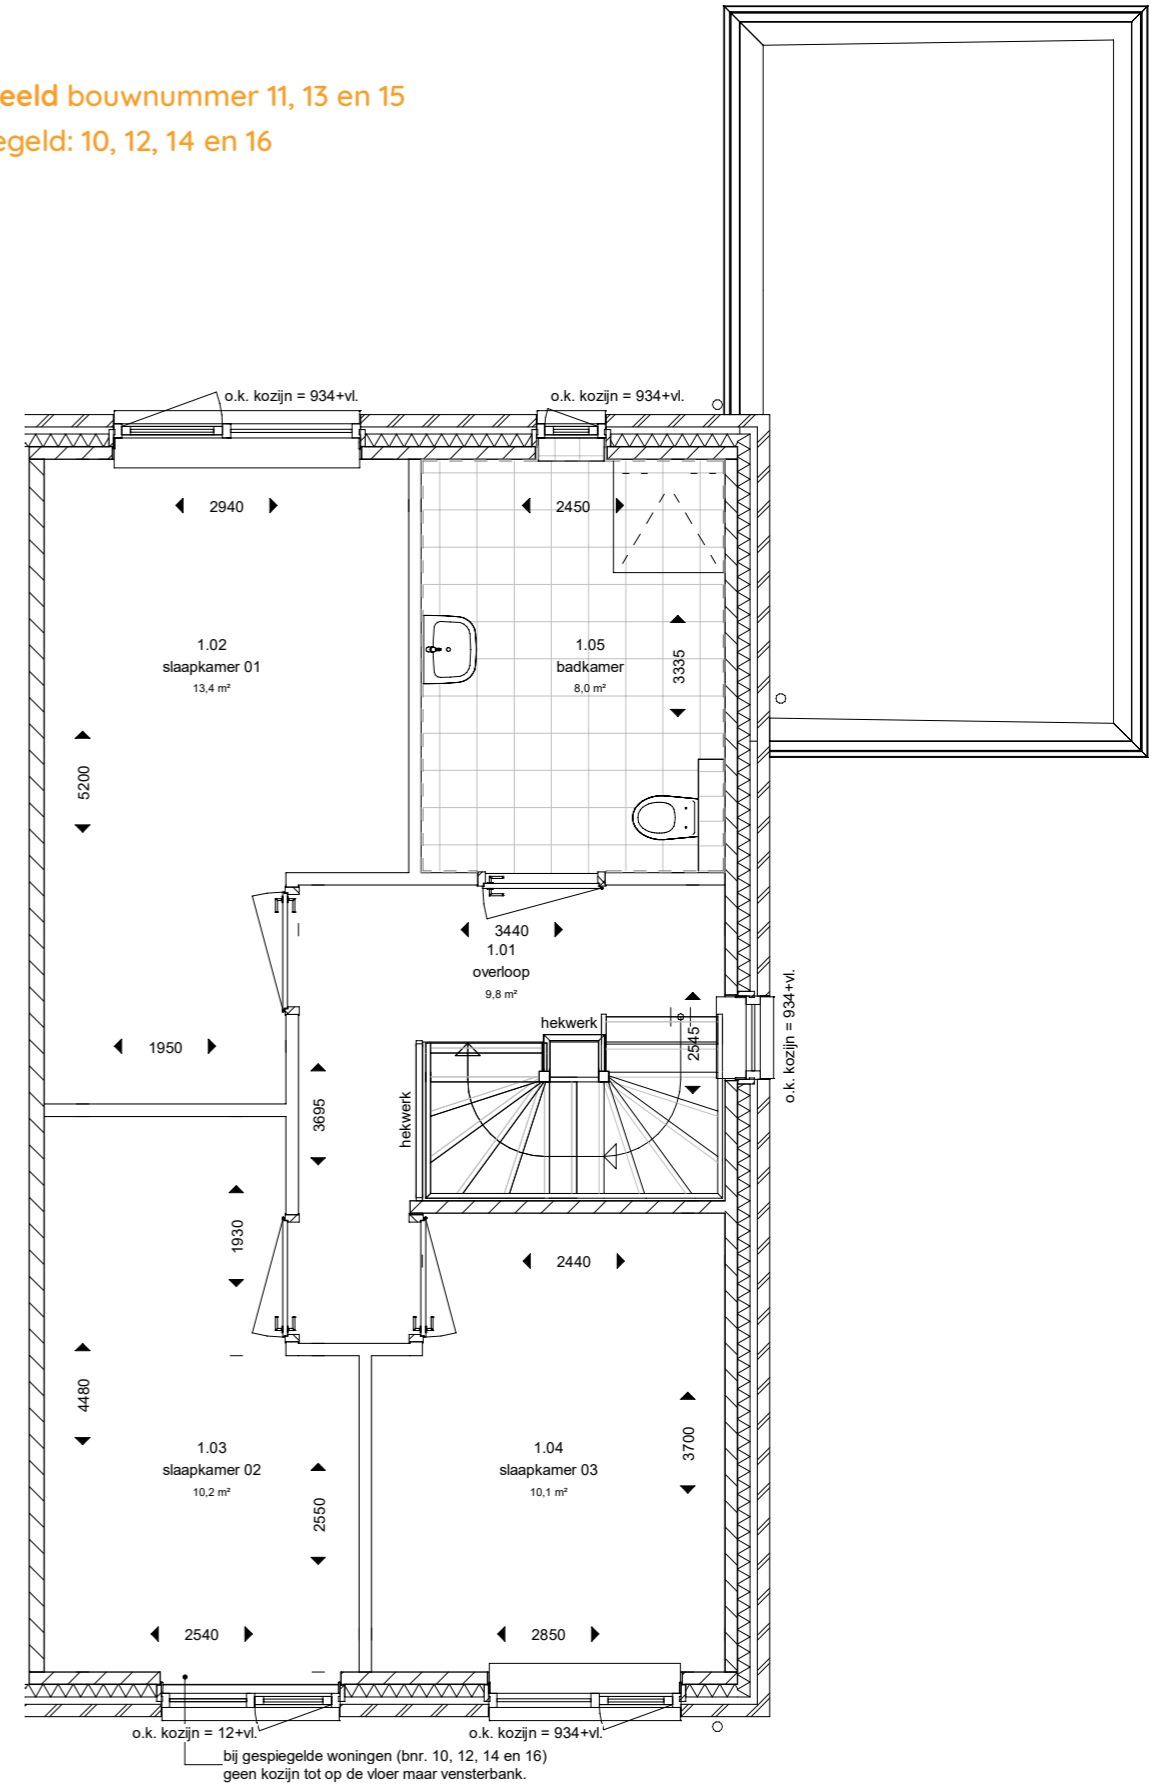 eeld bouwnummer 11, 13 en 15
egeld: 10, 12, 14 en 16
o.k. kozijn = 934+vl.
o.k. kozijn = 934+vl.
2940
2450
1.02
slaapkamer 01
13,4 m²
1.05
badkamer
8,0 m²
3335
5200
3440
1.01
overloop
9,8 m²
o.k. kozijn = 934+vl.
hekwerk
2545
1950
3695
hekwerk
1930
2440
4480
3700
1.03
slaapkamer 02
10,2 m²
1.04
slaapkamer 03
10,1 m²
2550
2540
2850
o.k. kozijn = 12+vl.
o.k. kozijn = 934+vl.
bij gespiegelde woningen (bnr. 10, 12, 14 en 16)
geen kozijn tot op de vloer maar vensterbank.